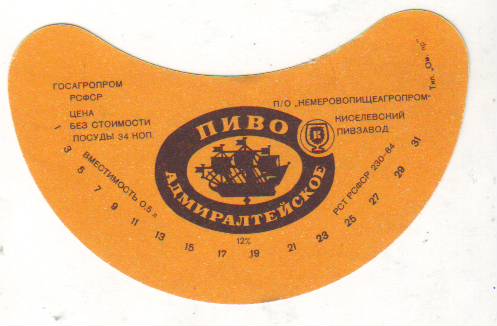 ГОСАГРОПРОМ
РСФСР
ЦЕНА
БЕЗ СТОИМОСТИ
ПОСУДЫ 34 КОП.
ВМЕСТИМОСТЬ 0,5 л
ПИВО
АДМИРАЛТЕЙСКОЕ
12%
П/О „КЕМЕРОВОПИЩЕАГРОПРОМ"
К
КИСЕЛЕВСКИЙ
ПИВЗАВОД
РСТ РСФСР 230-84
1 3 5 7 9 11 13 15 17 19 21 23 25 27 29 31
Тип.